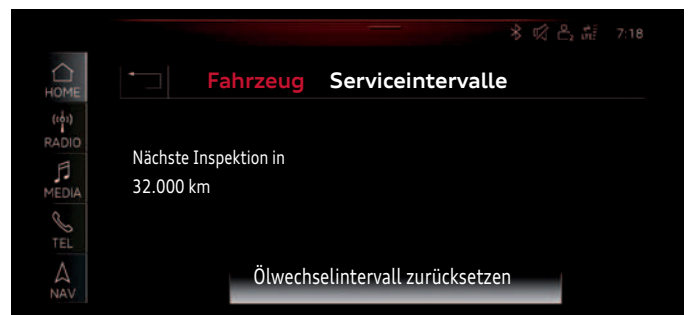 7:18
HOME
Fahrzeug Serviceintervalle
RADIO
Nächste Inspektion in
32.000 km
MEDIA
TEL
Ölwechselintervall zurücksetzen
NAV